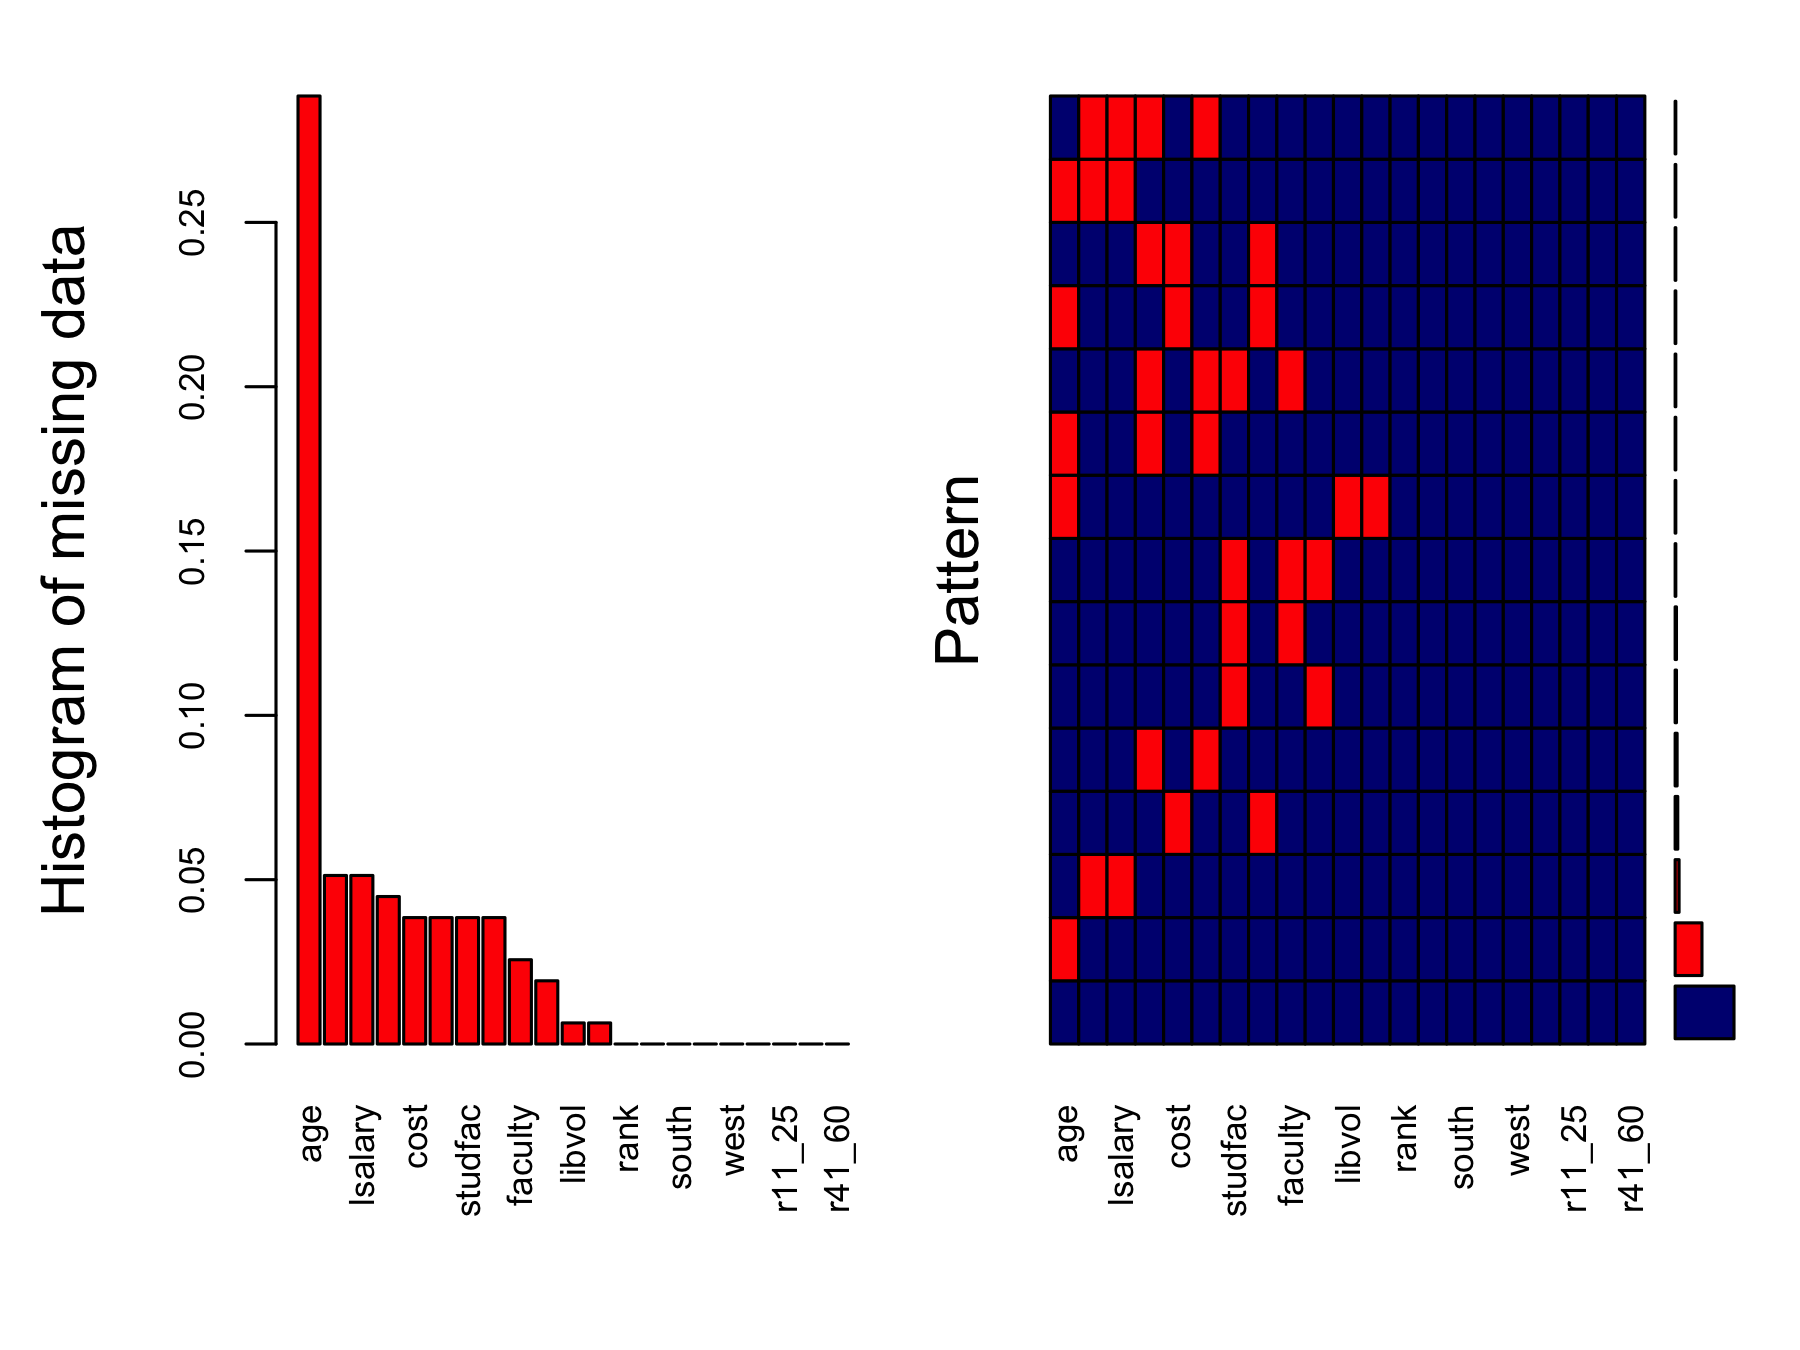 Histogram of missing data
0.25
0.20
0.15
0.10
0.05
0.00
age
lsalary
cost
studfac
faculty
libvol
rank
south
west
r11_25
r41_60
Pattern
age
lsalary
cost
studfac
faculty
libvol
rank
south
west
r11_25
r41_60